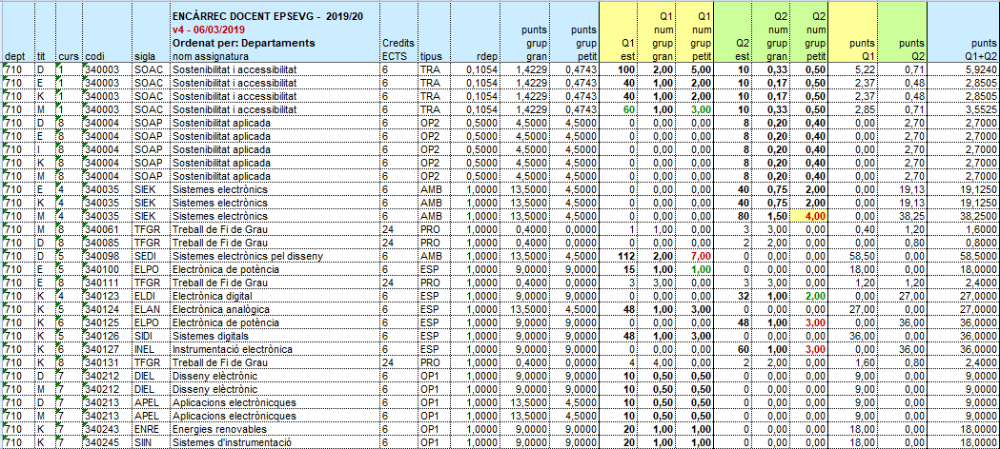 ENCÀRREC DOCENT EPSEVG - 2019/20 Q1 Q1 Q2 Q2
v4 - 06/03/2019 punts punts num num num num
Ordenat per: Departaments Credits grup grup Q1 grup grup Q2 grup grup punts punts punts
dept tit curs codi sigla nom assignatura ECTS tipus rdep gran petit est gran petit est gran petit Q1 Q2 Q1+Q2
710 D 1 340003 SOAC Sostenibilitat i accessibilitat 6 TRA 0,1054 1,4229 0,4743 100 2,00 5,00 10 0,33 0,50 5,22 0,71 5,9240
710 E 1 340003 SOAC Sostenibilitat i accessibilitat 6 TRA 0,1054 1,4229 0,4743 40 1,00 2,00 10 0,17 0,50 2,37 0,48 2,8505
710 K 1 340003 SOAC Sostenibilitat i accessibilitat 6 TRA 0,1054 1,4229 0,4743 40 1,00 2,00 10 0,17 0,50 2,37 0,48 2,8505
710 M 1 340003 SOAC Sostenibilitat i accessibilitat 6 TRA 0,1054 1,4229 0,4743 60 1,00 3,00 10 0,33 0,50 2,85 0,71 3,5525
710 D 8 340004 SOAP Sostenibilitat aplicada 6 OP2 0,5000 4,5000 4,5000 0 0,00 0,00 8 0,20 0,40 0,00 2,70 2,7000
710 E 8 340004 SOAP Sostenibilitat aplicada 6 OP2 0,5000 4,5000 4,5000 0 0,00 0,00 8 0,20 0,40 0,00 2,70 2,7000
710 I 8 340004 SOAP Sostenibilitat aplicada 6 OP2 0,5000 4,5000 4,5000 0 0,00 0,00 8 0,20 0,40 0,00 2,70 2,7000
710 K 8 340004 SOAP Sostenibilitat aplicada 6 OP2 0,5000 4,5000 4,5000 0 0,00 0,00 8 0,20 0,40 0,00 2,70 2,7000
710 M 8 340004 SOAP Sostenibilitat aplicada 6 OP2 0,5000 4,5000 4,5000 0 0,00 0,00 8 0,20 0,40 0,00 2,70 2,7000
710 E 4 340035 SIEK Sistemes electrònics 6 AMB 1,0000 13,5000 4,5000 0 0,00 0,00 40 0,75 2,00 0,00 19,13 19,1250
710 K 4 340035 SIEK Sistemes electrònics 6 AMB 1,0000 13,5000 4,5000 0 0,00 0,00 40 0,75 2,00 0,00 19,13 19,1250
710 M 4 340035 SIEK Sistemes electrònics 6 AMB 1,0000 13,5000 4,5000 0 0,00 0,00 80 1,50 4,00 0,00 38,25 38,2500
710 M 8 340061 TFGR Treball de Fi de Grau 24 PRO 1,0000 0,4000 0,0000 1 1,00 0,00 3 3,00 0,00 0,40 1,20 1,6000
710 D 8 340085 TFGR Treball de Fi de Grau 24 PRO 1,0000 0,4000 0,0000 0 0,00 0,00 2 2,00 0,00 0,00 0,80 0,8000
710 D 5 340098 SEDI Sistemes electrònics pel disseny 6 AMB 1,0000 13,5000 4,5000 112 2,00 7,00 0 0,00 0,00 58,50 0,00 58,5000
710 E 5 340100 ELPO Electrònica de potència 6 ESP 1,0000 9,0000 9,0000 15 1,00 1,00 0 0,00 0,00 18,00 0,00 18,0000
710 E 8 340111 TFGR Treball de Fi de Grau 24 PRO 1,0000 0,4000 0,0000 3 3,00 0,00 3 3,00 0,00 1,20 1,20 2,4000
710 K 4 340123 ELDI Electrònica digital 6 ESP 1,0000 9,0000 9,0000 0 0,00 0,00 32 1,00 2,00 0,00 27,00 27,0000
710 K 5 340124 ELAN Electrònica analògica 6 ESP 1,0000 13,5000 4,5000 48 1,00 3,00 0 0,00 0,00 27,00 0,00 27,0000
710 K 6 340125 ELPO Electrònica de potència 6 ESP 1,0000 9,0000 9,0000 0 0,00 0,00 48 1,00 3,00 0,00 36,00 36,0000
710 K 5 340126 SIDI Sistemes digitals 6 ESP 1,0000 9,0000 9,0000 48 1,00 3,00 0 0,00 0,00 36,00 0,00 36,0000
710 K 6 340127 INEL Instrumentació electrònica 6 ESP 1,0000 9,0000 9,0000 0 0,00 0,00 60 1,00 3,00 0,00 36,00 36,0000
710 K 8 340131 TFGR Treball de Fi de Grau 24 PRO 1,0000 0,4000 0,0000 4 4,00 0,00 2 2,00 0,00 1,60 0,80 2,4000
710 D 7 340212 DIEL Disseny elèctrònic 6 OP1 1,0000 9,0000 9,0000 10 0,50 0,50 0 0,00 0,00 9,00 0,00 9,0000
710 M 7 340212 DIEL Disseny elèctrònic 6 OP1 1,0000 9,0000 9,0000 10 0,50 0,50 0 0,00 0,00 9,00 0,00 9,0000
710 D 7 340213 APEL Aplicacions electrònicques 6 OP1 1,0000 13,5000 4,5000 10 0,50 0,50 0 0,00 0,00 9,00 0,00 9,0000
710 M 7 340213 APEL Aplicacions electrònicques 6 OP1 1,0000 13,5000 4,5000 10 0,50 0,50 0 0,00 0,00 9,00 0,00 9,0000
710 K 7 340243 ENRE Energies renovables 6 OP1 1,0000 9,0000 9,0000 20 1,00 1,00 0 0,00 0,00 18,00 0,00 18,0000
710 K 7 340245 SIIN Sistemes d'instrumentació 6 OP1 1,0000 9,0000 9,0000 20 1,00 1,00 0 0,00 0,00 18,00 0,00 18,0000